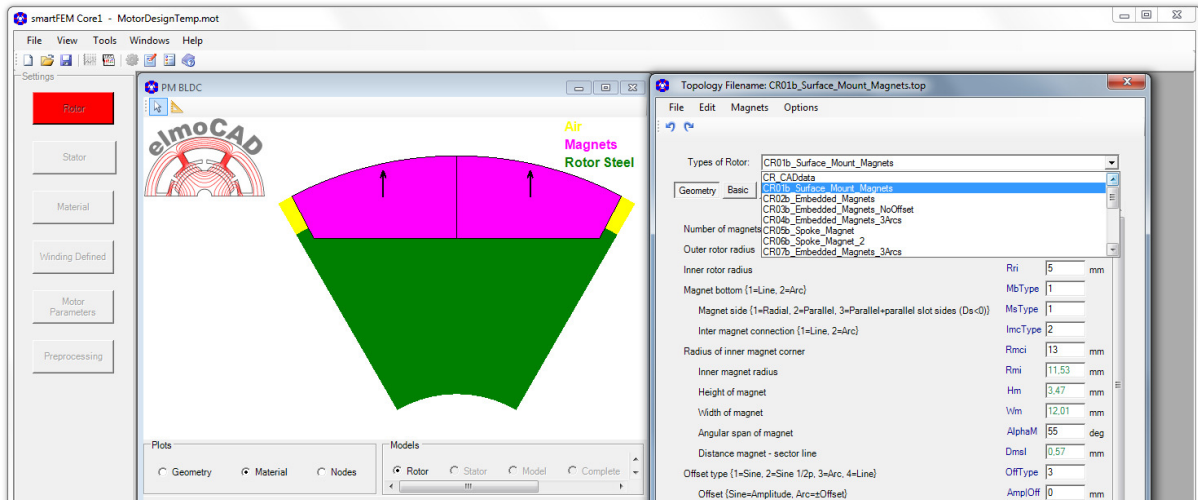 smartFEM Core1 - MotorDesignTemp.mot
File View Tools Windows Help
Settings
Rotor
Stator
Material
Winding Defined
Motor Parameters
Preprocessing
PM BLDC
elmoCAD
Air
Magnets
Rotor Steel
Plots
Geometry Material Nodes
Models
Rotor Stator Model Complete
Topology Filename: CR01b_Surface_Mount_Magnets.top
File Edit Magnets Options
Types of Rotor: CR01b_Surface_Mount_Magnets
CR_CADdata
CR01b_Surface_Mount_Magnets
CR02b_Embedded_Magnets
CR03b_Embedded_Magnets_NoOffset
CR04b_Embedded_Magnets_3Arcs
CR05b_Spoke_Magnet
CR06b_Spoke_Magnet_2
CR07b_Embedded_Magnets_3Arcs
Geometry Basic
Number of magnets
Outer rotor radius
Inner rotor radius Rri 5 mm
Magnet bottom {1=Line, 2=Arc} MbType 1
Magnet side {1=Radial, 2=Parallel, 3=Parallel+parallel slot sides (Ds<0)} MsType 1
Inter magnet connection {1=Line, 2=Arc} ImcType 2
Radius of inner magnet corner Rmci 13 mm
Inner magnet radius Rmi 11,53 mm
Height of magnet Hm 3,47 mm
Width of magnet Wm 12,01 mm
Angular span of magnet AlphaM 55 deg
Distance magnet - sector line Dmsl 0,57 mm
Offset type {1=Sine, 2=Sine 1/2p, 3=Arc, 4=Line} OffType 3
Offset {Sine=Amplitude, Arc=±Offset} Amp|Off 0 mm